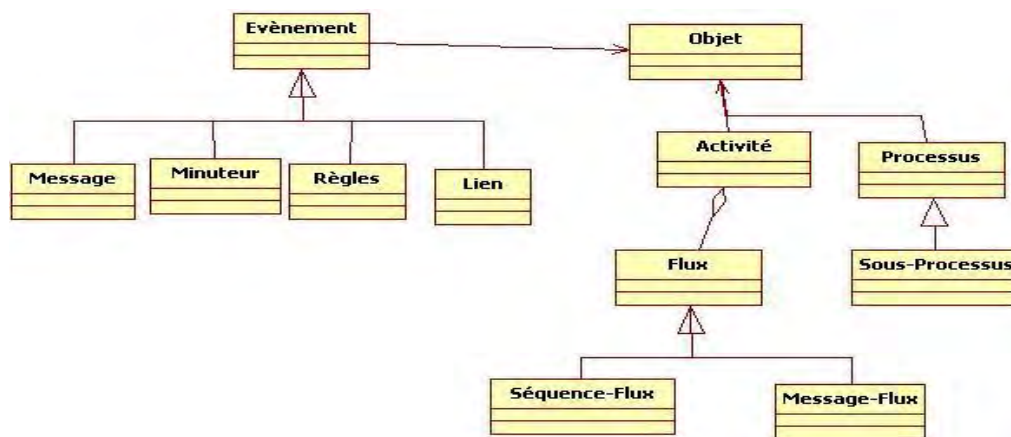 Evènement
Objet
Activité
Processus
Message
Minuteur
Règles
Lien
Flux
Sous-Processus
Séquence-Flux
Message-Flux